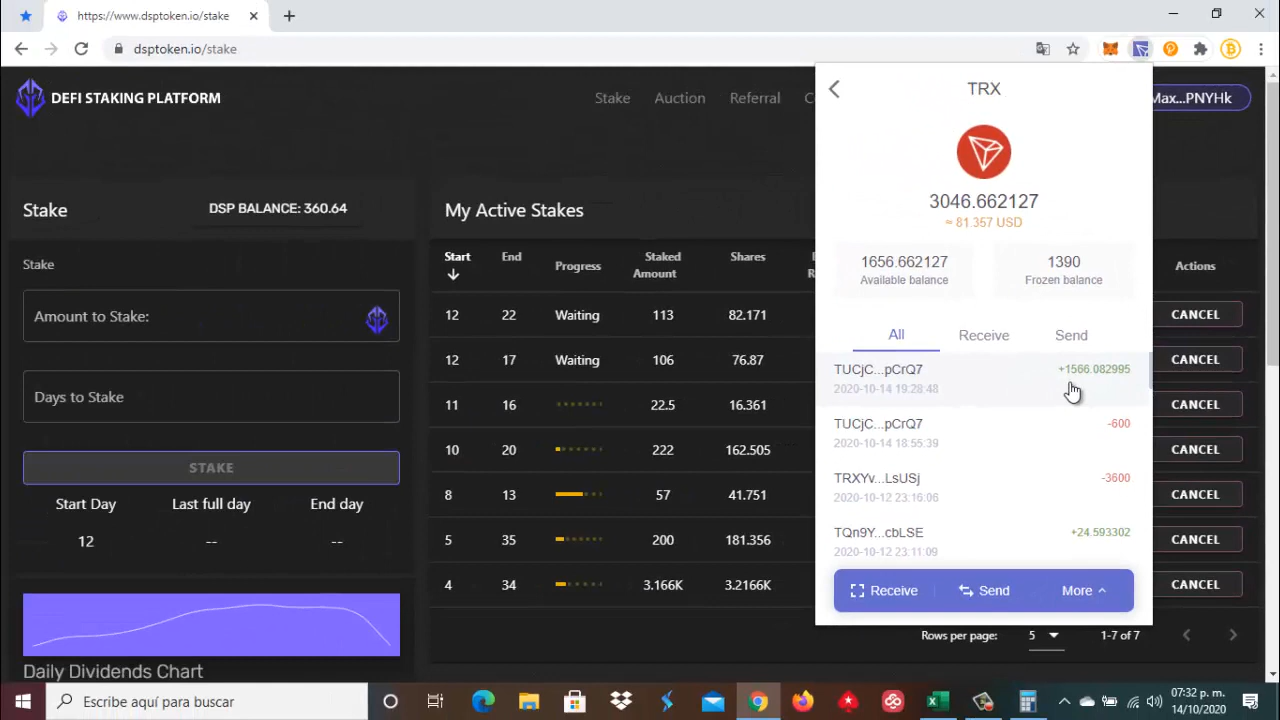 https://www.dsptoken.io/stake
dsptoken.io/stake
DEFI STAKING PLATFORM
Stake Auction Referral
Max...PNYHk
Stake
DSP BALANCE: 360.64
Stake
Amount to Stake:
Days to Stake
STAKE
Start Day Last full day End day
12 -- --
Daily Dividends Chart
My Active Stakes
Start End Progress Staked Amount Shares Actions
12 22 Waiting 113 82.171 CANCEL
12 17 Waiting 106 76.87 CANCEL
11 16 22.5 16.361 CANCEL
10 20 222 162.505 CANCEL
8 13 57 41.751 CANCEL
5 35 200 181.356 CANCEL
4 34 3.166K 3.2166K CANCEL
Rows per page: 5 1-7 of 7
TRX
3046.662127
≈ 81.357 USD
1656.662127 1390
Available balance Frozen balance
All Receive Send
TUCjC...pCrQ7 +1566.082995
2020-10-14 19:28:48
TUCjC...pCrQ7 -600
2020-10-14 18:55:39
TRXYv...LsUSj -3600
2020-10-12 23:16:06
TQn9Y...cbLSE +24.593302
2020-10-12 23:11:09
Receive Send More
Escribe aquí para buscar
07:32 p. m.
14/10/2020